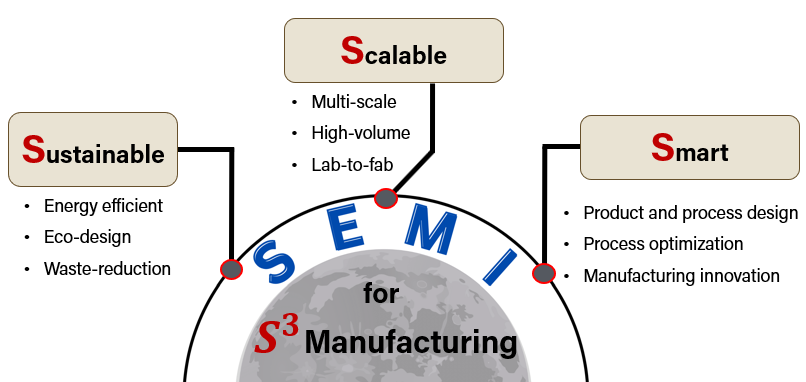 Scalable
• Multi-scale
• High-volume
• Lab-to-fab
Sustainable
• Energy efficient
• Eco-design
• Waste-reduction
Smart
• Product and process design
• Process optimization
• Manufacturing innovation
SEMI
for
S³ Manufacturing